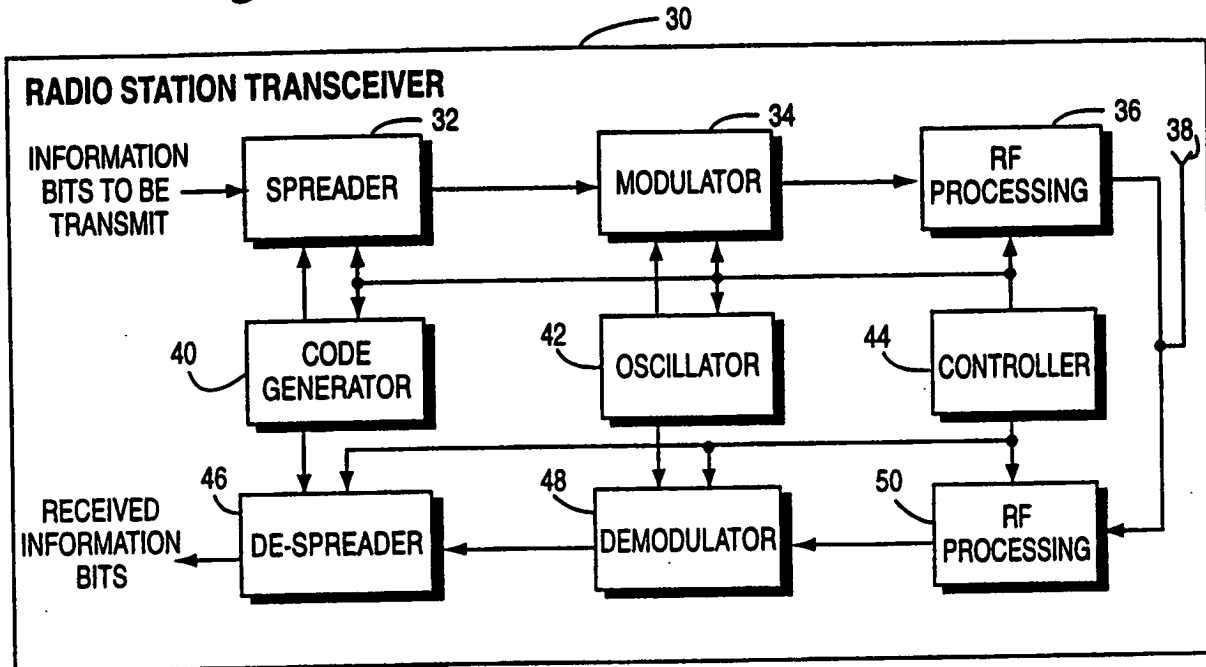 30
RADIO STATION TRANSCEIVER
32
34
36
38
INFORMATION
BITS TO BE
TRANSMIT
SPREADER
MODULATOR
RF
PROCESSING
40
CODE
GENERATOR
42
OSCILLATOR
44
CONTROLLER
RECEIVED
INFORMATION
BITS
46
DE-SPREADER
48
DEMODULATOR
50
RF
PROCESSING